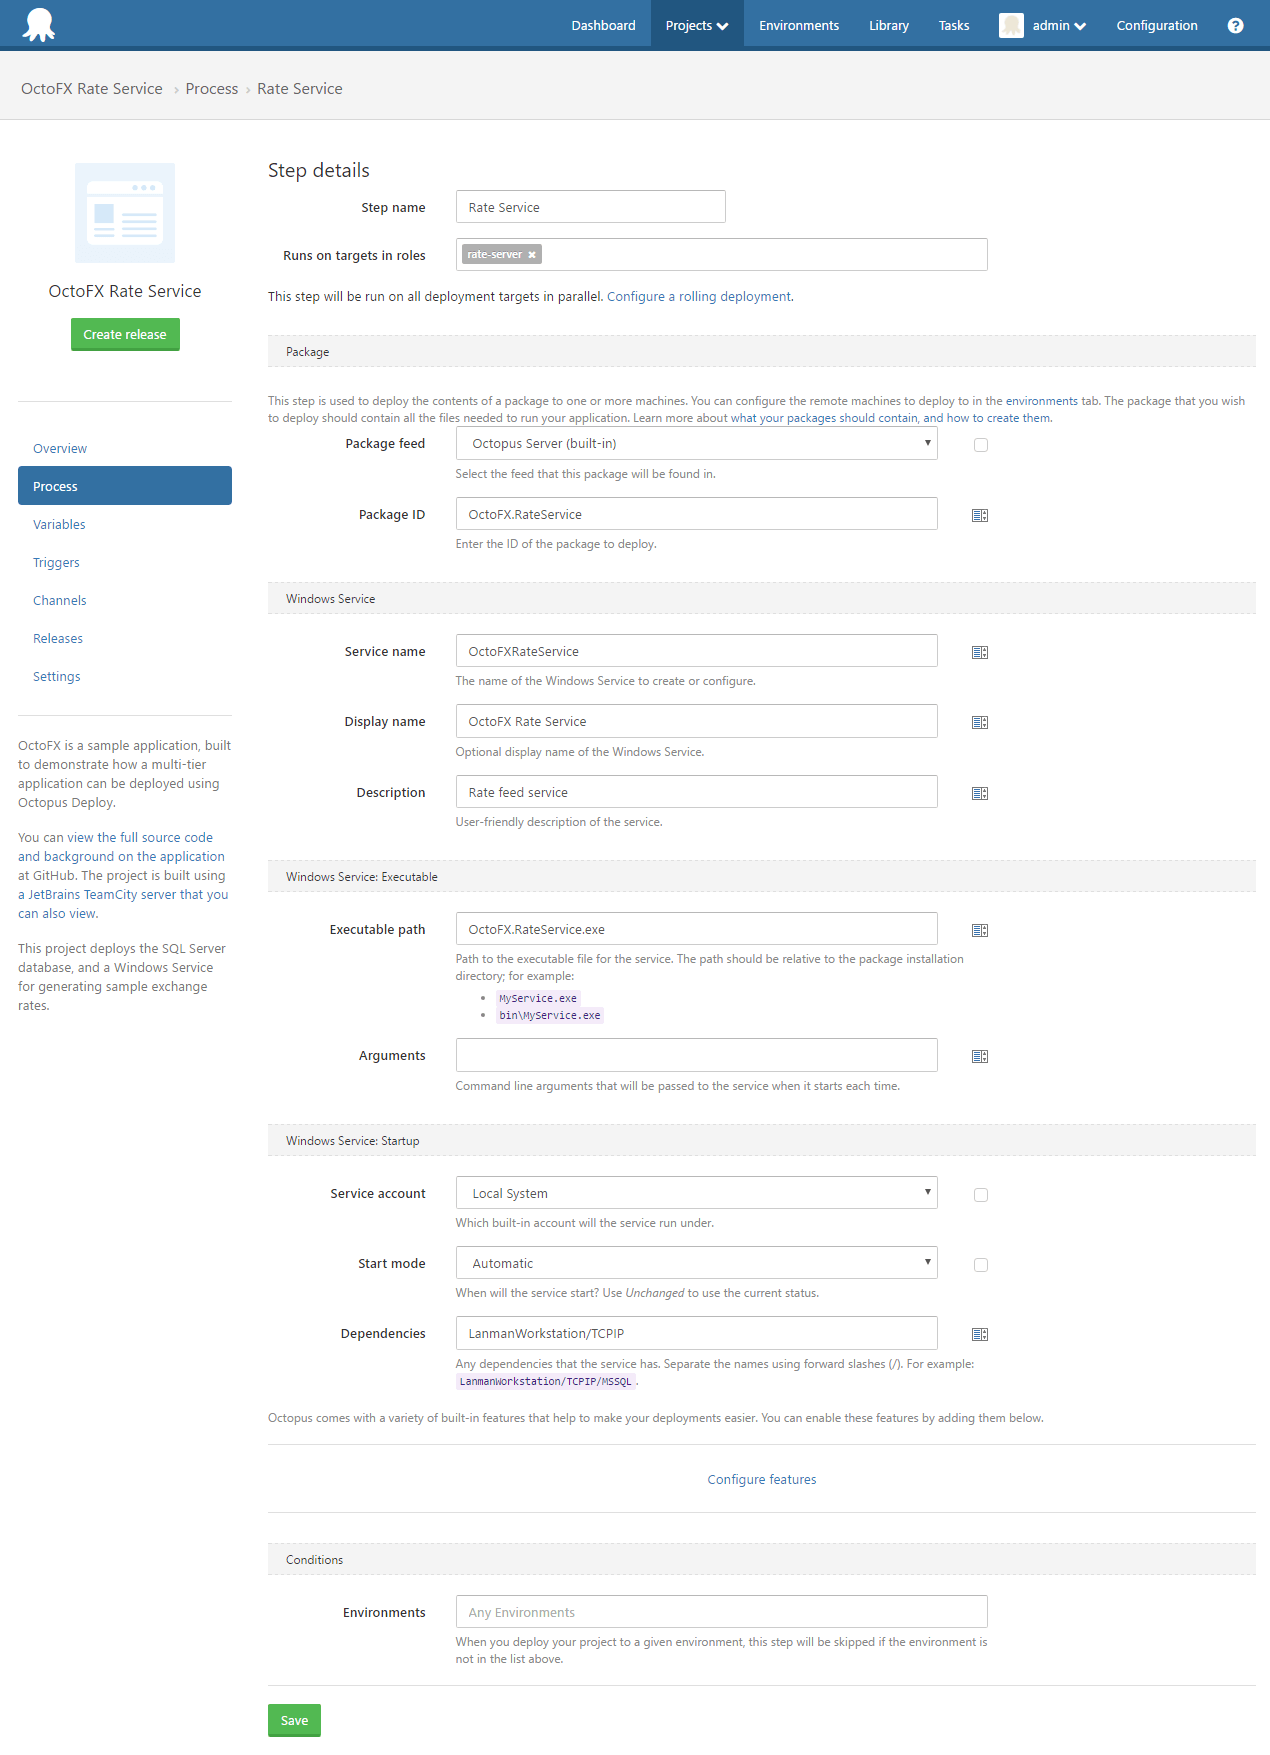 Dashboard Projects Environments Library Tasks admin Configuration ?
OctoFX Rate Service › Process › Rate Service
OctoFX Rate Service
Create release
Overview
Process
Variables
Triggers
Channels
Releases
Settings
OctoFX is a sample application, built
to demonstrate how a multi-tier
application can be deployed using
Octopus Deploy.
You can view the full source code
and background on the application
at GitHub. The project is built using
a JetBrains TeamCity server that you
can also view.
This project deploys the SQL Server
database, and a Windows Service
for generating sample exchange
rates.
Step details
Step name Rate Service
Runs on targets in roles rate-server ×
This step will be run on all deployment targets in parallel. Configure a rolling deployment.
Package
This step is used to deploy the contents of a package to one or more machines. You can configure the remote machines to deploy to in the environments tab. The package that you wish
to deploy should contain all the files needed to run your application. Learn more about what your packages should contain, and how to create them.
Package feed Octopus Server (built-in)
Select the feed that this package will be found in.
Package ID OctoFX.RateService
Enter the ID of the package to deploy.
Windows Service
Service name OctoFXRateService
The name of the Windows Service to create or configure.
Display name OctoFX Rate Service
Optional display name of the Windows Service.
Description Rate feed service
User-friendly description of the service.
Windows Service: Executable
Executable path OctoFX.RateService.exe
Path to the executable file for the service. The path should be relative to the package installation
directory; for example:
• MyService.exe
• bin\MyService.exe
Arguments
Command line arguments that will be passed to the service when it starts each time.
Windows Service: Startup
Service account Local System
Which built-in account will the service run under.
Start mode Automatic
When will the service start? Use Unchanged to use the current status.
Dependencies LanmanWorkstation/TCPIP
Any dependencies that the service has. Separate the names using forward slashes (/). For example:
LanmanWorkstation/TCPIP/MSSQL.
Octopus comes with a variety of built-in features that help to make your deployments easier. You can enable these features by adding them below.
Configure features
Conditions
Environments Any Environments
When you deploy your project to a given environment, this step will be skipped if the environment is
not in the list above.
Save